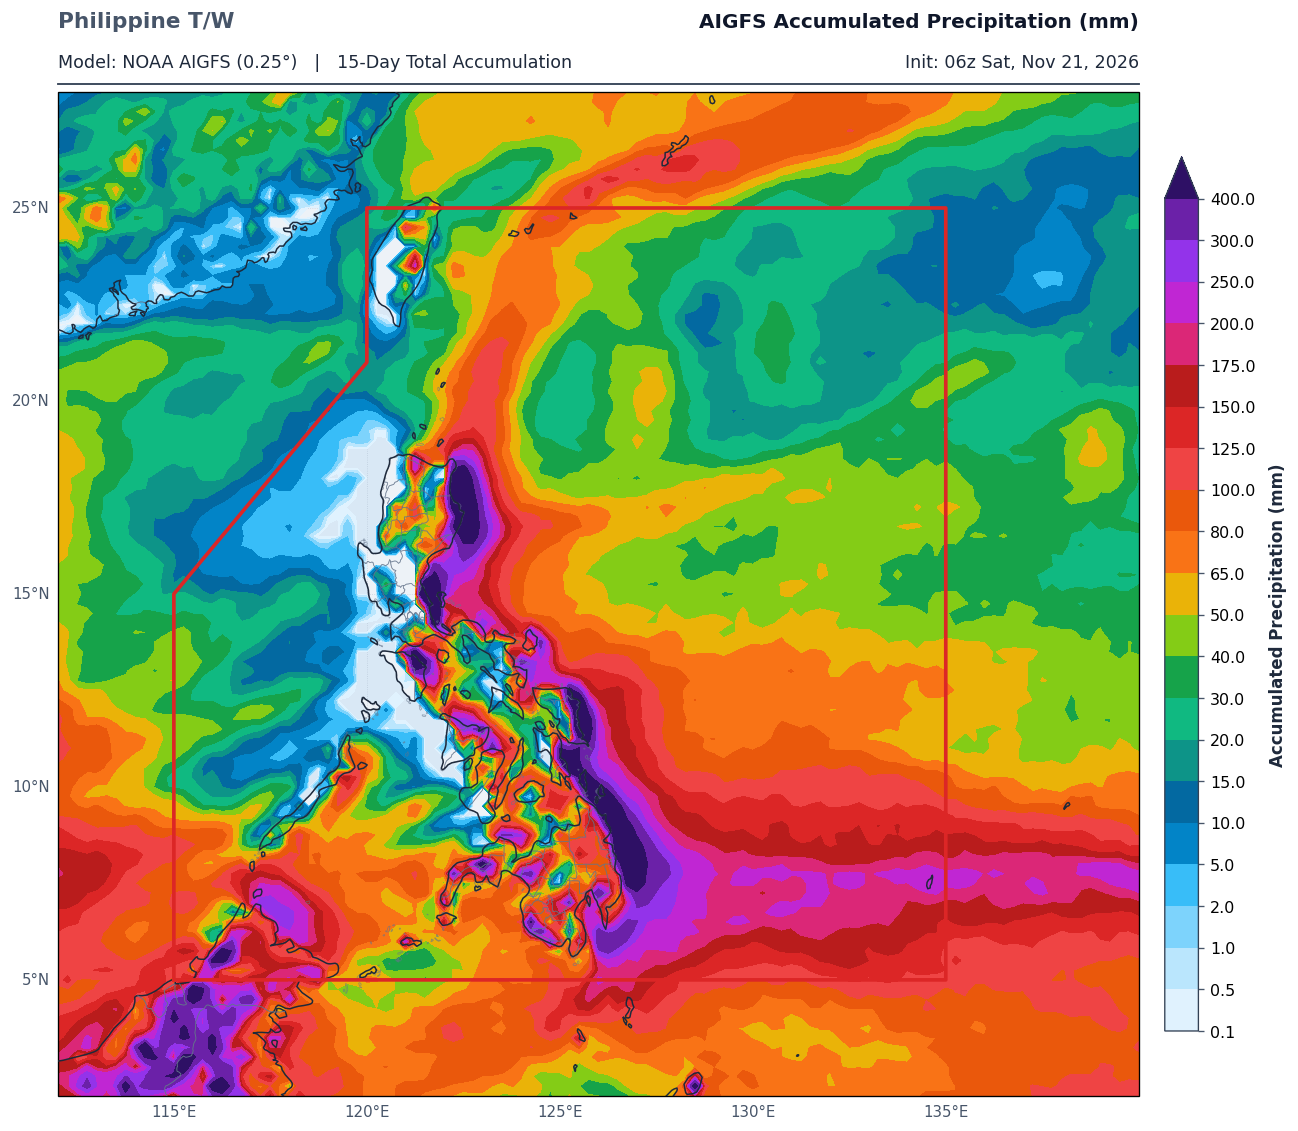 Philippine T/W
AIGFS Accumulated Precipitation (mm)
Model: NOAA AIGFS (0.25°) | 15-Day Total Accumulation
Init: 06z Sat, Nov 21, 2026
25°N
20°N
15°N
10°N
5°N
115°E
120°E
125°E
130°E
135°E
400.0
300.0
250.0
200.0
175.0
150.0
125.0
100.0
80.0
65.0
50.0
40.0
30.0
20.0
15.0
10.0
5.0
2.0
1.0
0.5
0.1
Accumulated Precipitation (mm)